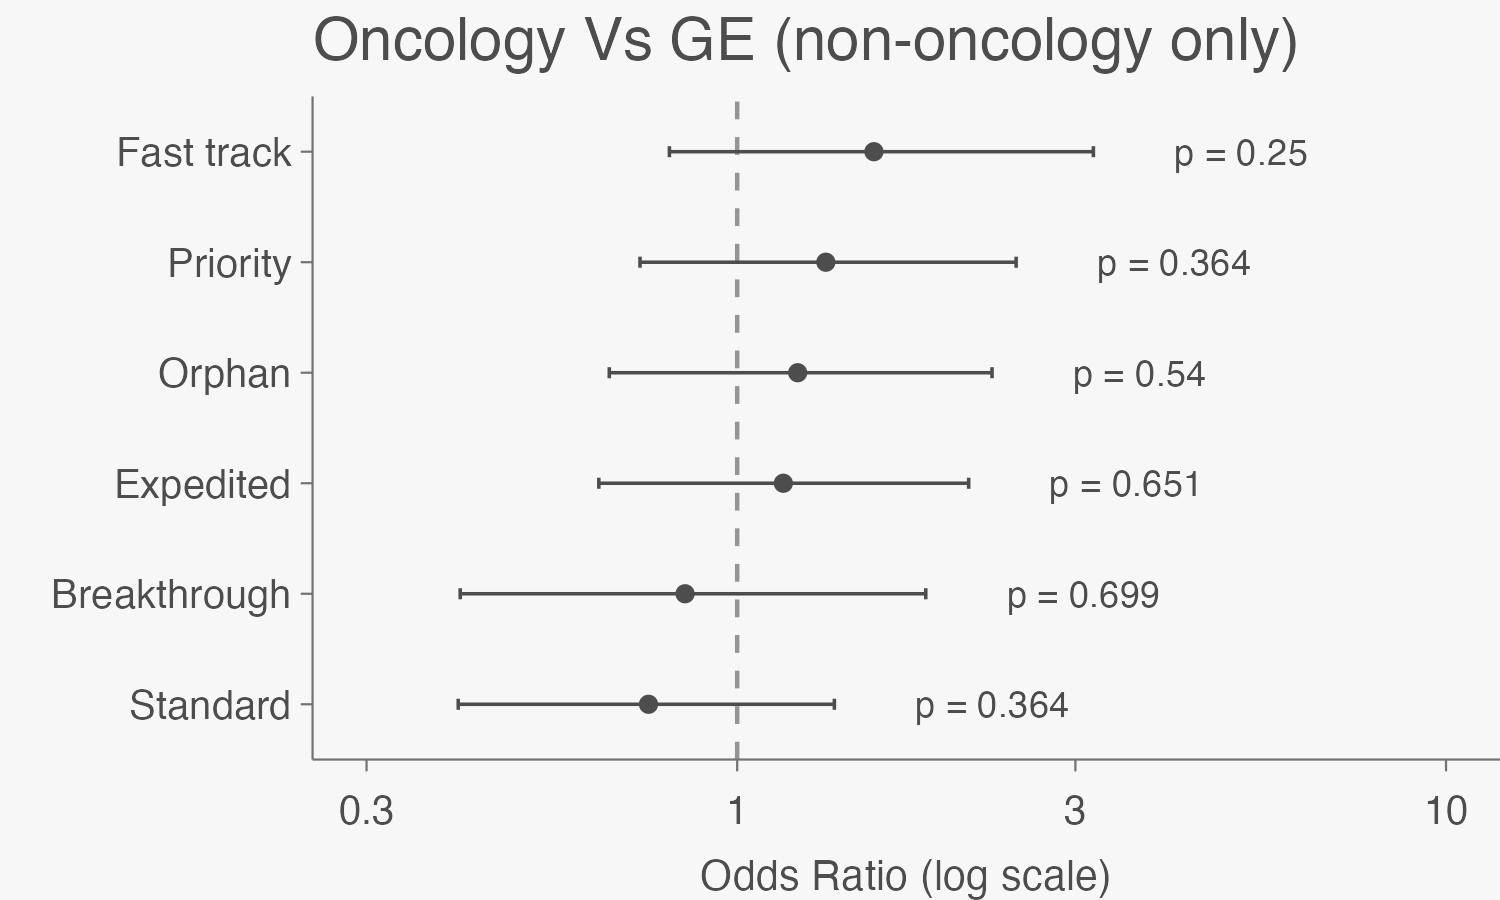 Oncology Vs GE (non-oncology only)
Fast track
p = 0.25
Priority
p = 0.364
Orphan
p = 0.54
Expedited
p = 0.651
Breakthrough
p = 0.699
Standard
p = 0.364
0.3 1 3 10
Odds Ratio (log scale)